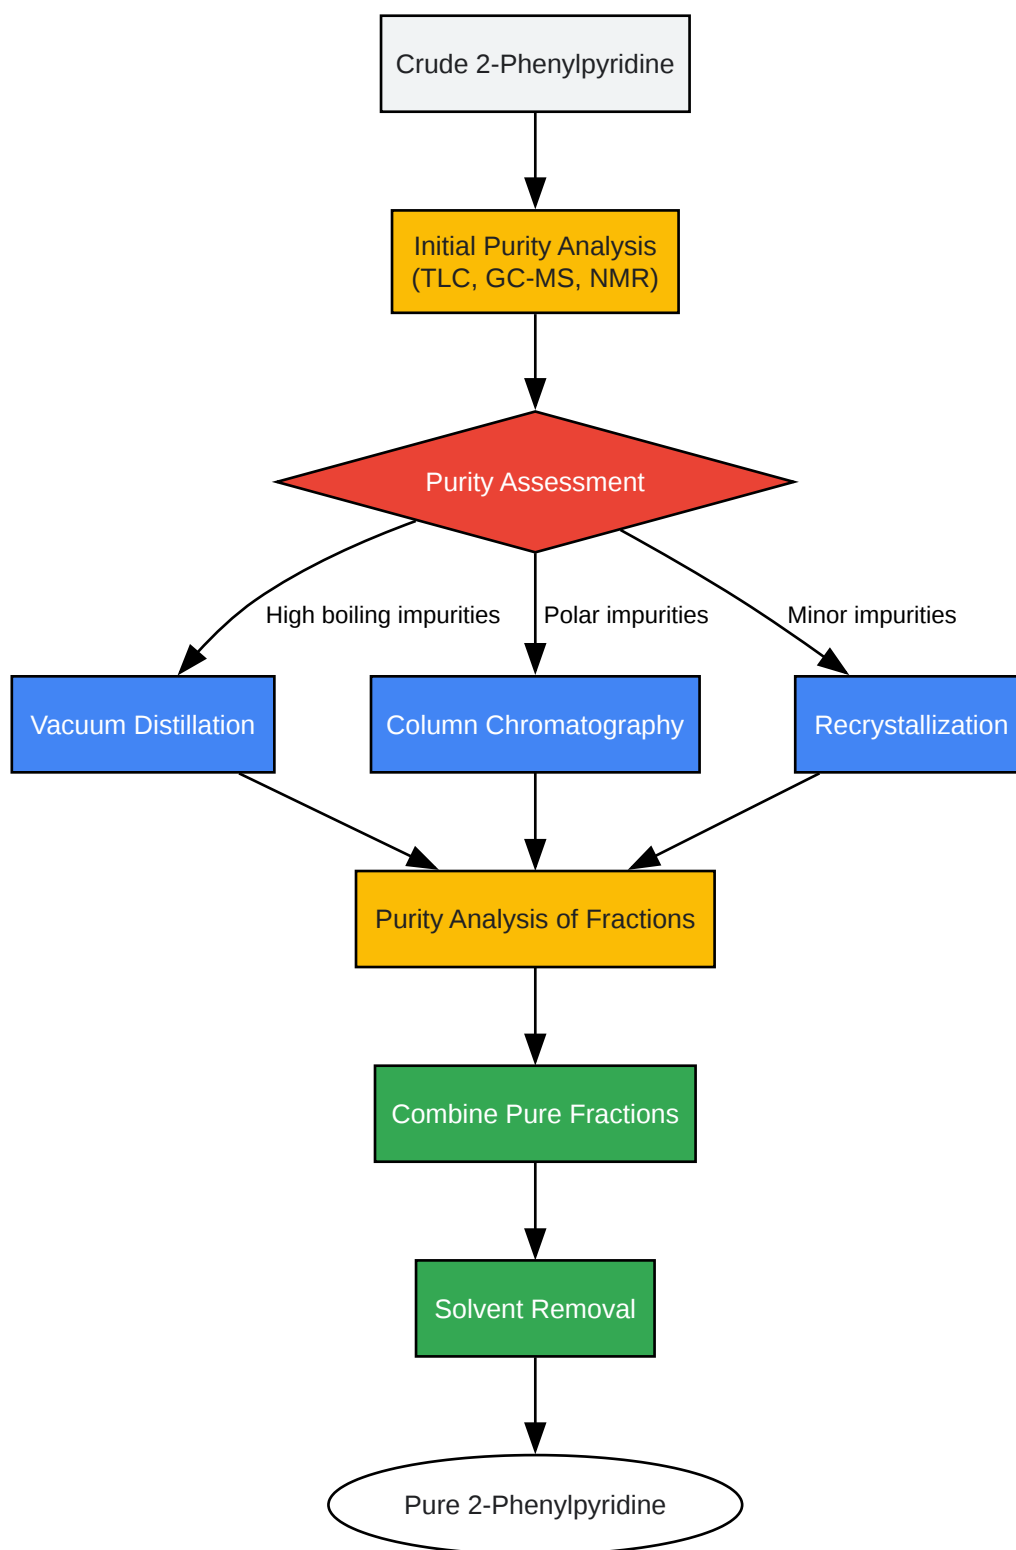 Crude 2-Phenylpyridine
Initial Purity Analysis
(TLC, GC-MS, NMR)
Purity Assessment
High boiling impurities
Polar impurities
Minor impurities
Vacuum Distillation
Column Chromatography
Recrystallization
Purity Analysis of Fractions
Combine Pure Fractions
Solvent Removal
Pure 2-Phenylpyridine